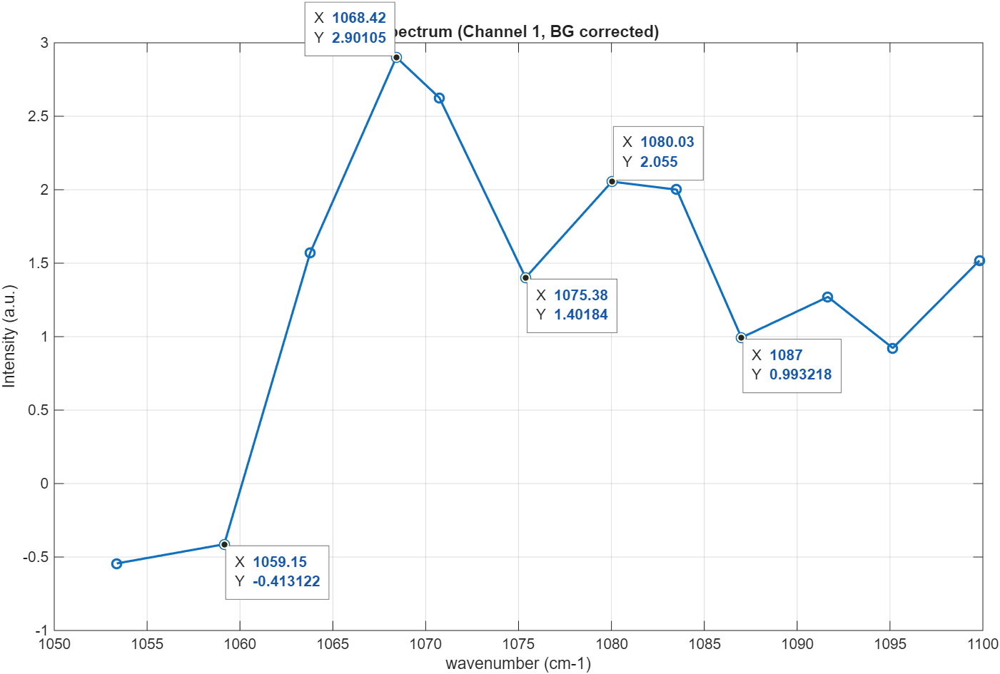 X 1068.42
Y 2.90105
(Channel 1, BG corrected)
3
2.5
2
1.5
1
0.5
0
-0.5
-1
Intensity (a.u.)
X 1080.03
Y 2.055
X 1075.38
Y 1.40184
X 1087
Y 0.993218
X 1059.15
Y -0.413122
1050 1055 1060 1065 1070 1075 1080 1085 1090 1095 1100
wavenumber (cm-1)